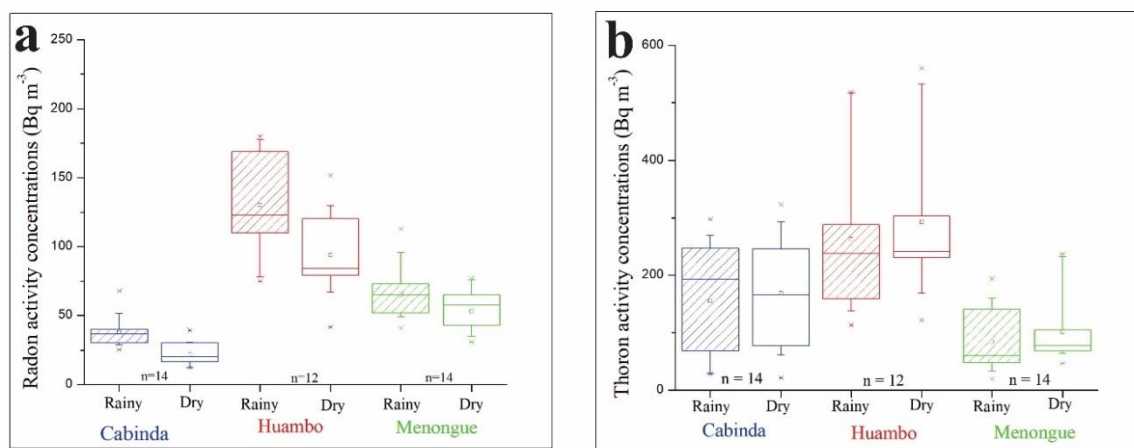 a
Radon activity concentrations (Bq m⁻³)
250
200
150
100
50
0
n=14
n=12
n=14
Rainy
Dry
Rainy
Dry
Rainy
Dry
Cabinda
Huambo
Menongue
b
Thoron activity concentrations (Bq m⁻³)
600
400
200
0
n = 14
n = 12
n = 14
Rainy
Dry
Rainy
Dry
Rainy
Dry
Cabinda
Huambo
Menongue